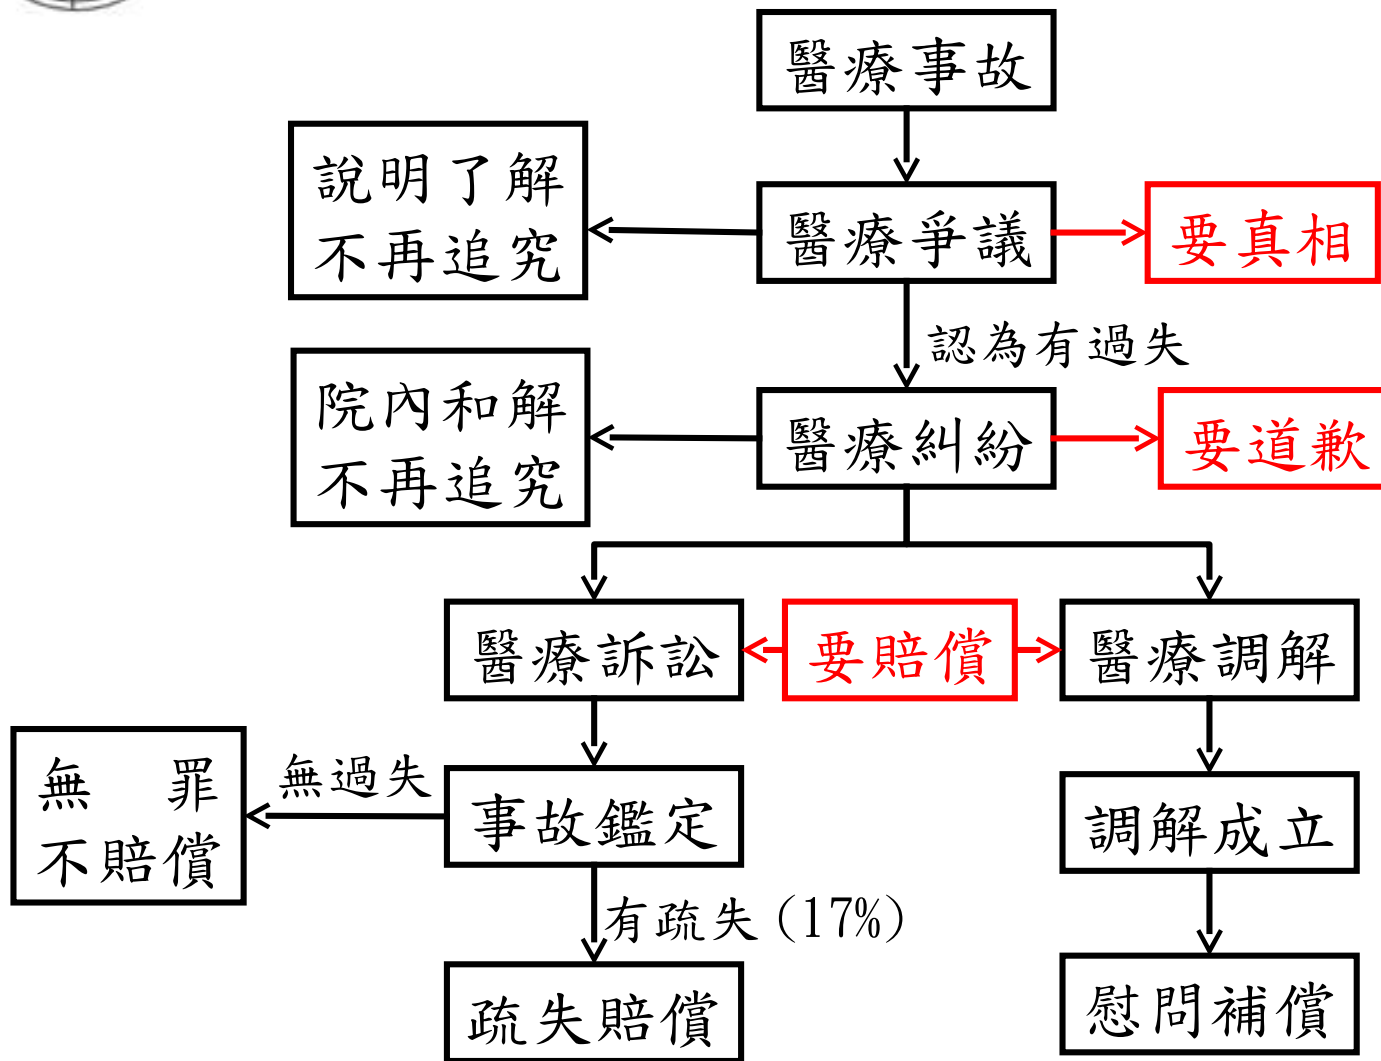 醫療事故
說明了解
不再追究
醫療爭議
要真相
認為有過失
院內和解
不再追究
醫療糾紛
要道歉
醫療訴訟
要賠償
醫療調解
無 罪
不賠償
無過失
事故鑑定
調解成立
有疏失(17%)
疏失賠償
慰問補償